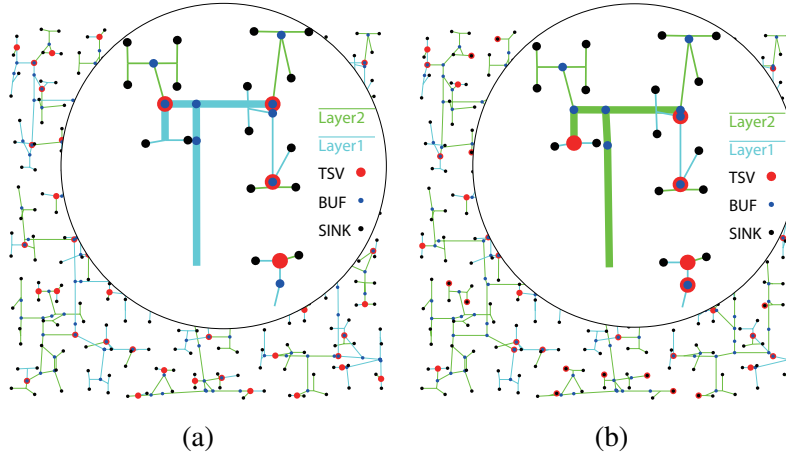 Layer2
Layer1
TSV
BUF
SINK
(a)
Layer2
Layer1
TSV
BUF
SINK
(b)